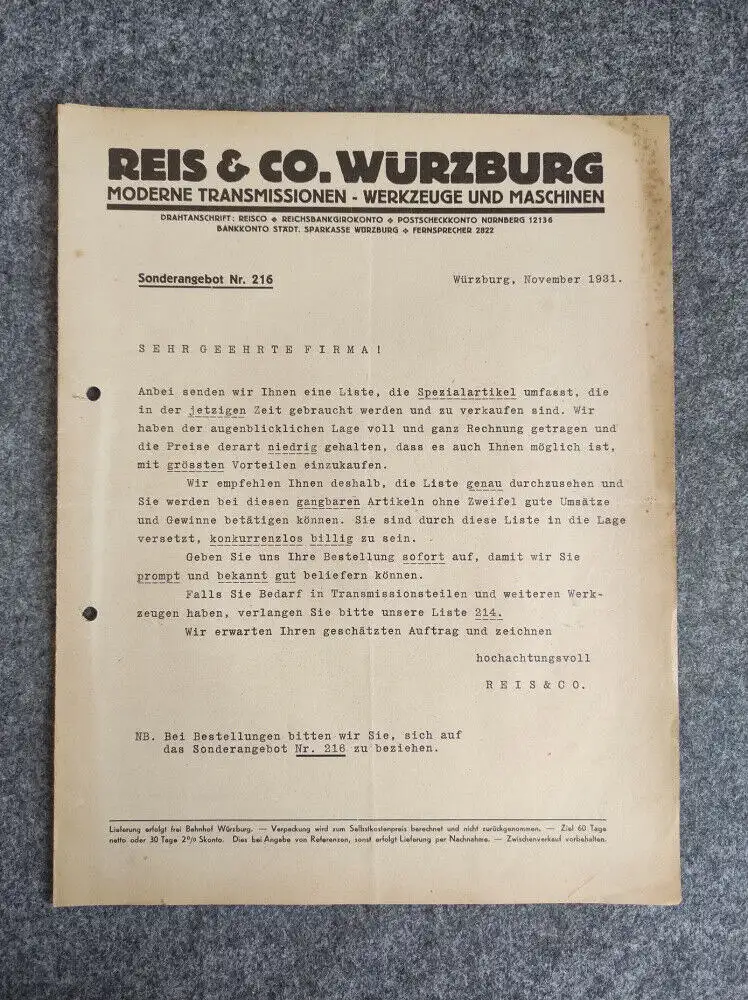 REIS & CO. WÜRZBURG
MODERNE TRANSMISSIONEN - WERKZEUGE UND MASCHINEN
DRAHTANSCHRIFT: REISCO ❖ REICHSBANKGIROKONTO ❖ POSTSCHECKKONTO NÜRNBERG 12136
BANKKONTO STÄDT. SPARKASSE WÜRZBURG ❖ FERNSPRECHER 2822
Sonderangebot Nr. 216
Würzburg, November 1931.
SEHR GEEHRTE FIRMA!
Anbei senden wir Ihnen eine Liste, die Spezialartikel umfasst, die
in der jetzigen Zeit gebraucht werden und zu verkaufen sind. Wir
haben der augenblicklichen Lage voll und ganz Rechnung getragen und
die Preise derart niedrig gehalten, dass es auch Ihnen möglich ist,
mit grössten Vorteilen einzukaufen.
Wir empfehlen Ihnen deshalb, die Liste genau durchzusehen und
Sie werden bei diesen gangbaren Artikeln ohne Zweifel gute Umsätze
und Gewinne betätigen können. Sie sind durch diese Liste in die Lage
versetzt, konkurrenzlos billig zu sein.
Geben Sie uns Ihre Bestellung sofort auf, damit wir Sie
prompt und bekannt gut beliefern können.
Falls Sie Bedarf in Transmissionsteilen und weiteren Werk-
zeugen haben, verlangen Sie bitte unsere Liste 214.
Wir erwarten Ihren geschätzten Auftrag und zeichnen
hochachtungsvoll
REIS & CO.
NB. Bei Bestellungen bitten wir Sie, sich auf
das Sonderangebot Nr. 216 zu beziehen.
Lieferung erfolgt frei Bahnhof Würzburg. — Verpackung wird zum Selbstkostenpreis berechnet und nicht zurückgenommen. — Ziel 60 Tage
netto oder 30 Tage 2% Skonto. Dies bei Angabe von Referenzen, sonst erfolgt Lieferung per Nachnahme. — Zwischenverkauf vorbehalten.